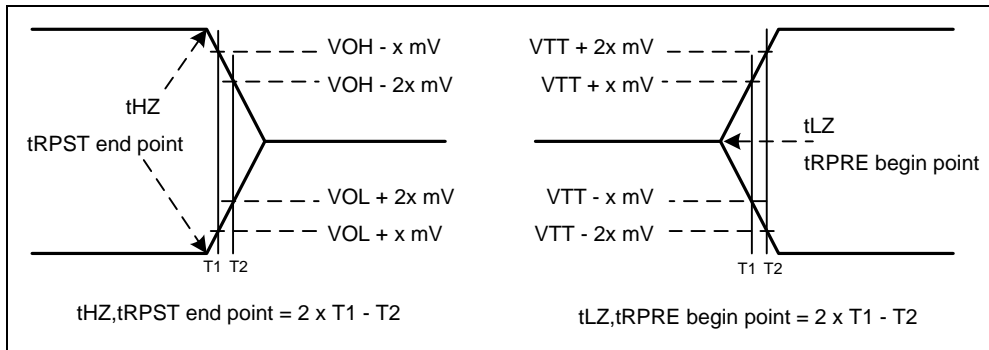 VOH - x mV
VOH - 2x mV
tHZ
tRPST end point
VOL + 2x mV
VOL + x mV
T1 T2
tHZ,tRPST end point = 2 x T1 - T2
VTT + 2x mV
VTT + x mV
tLZ
tRPRE begin point
VTT - x mV
VTT - 2x mV
T1 T2
tLZ,tRPRE begin point = 2 x T1 - T2